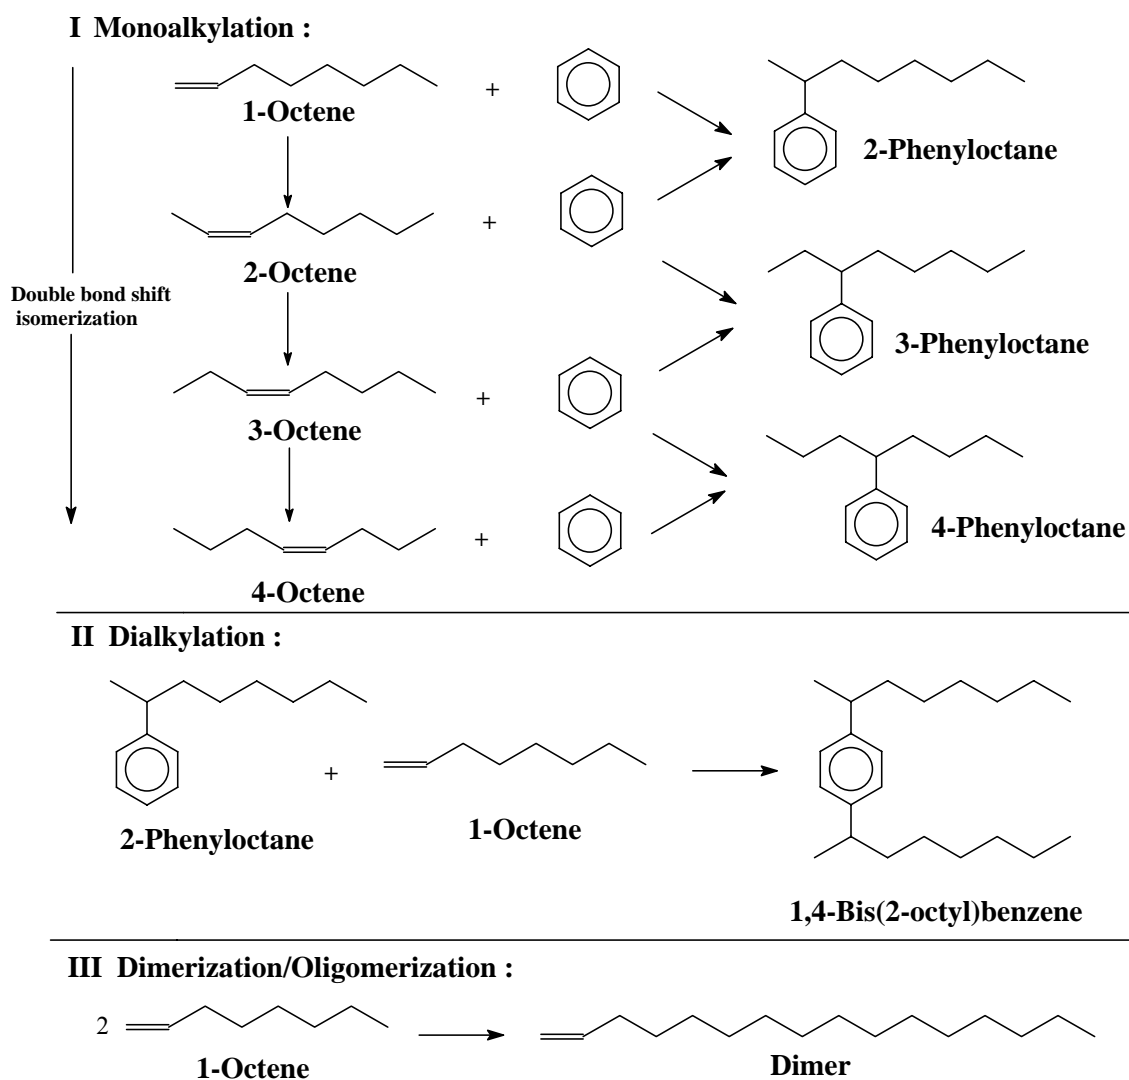 I Monoalkylation :
+
1-Octene
2-Phenyloctane
+
2-Octene
Double bond shift
isomerization
3-Phenyloctane
+
3-Octene
4-Phenyloctane
+
4-Octene
II Dialkylation :
+
1-Octene
2-Phenyloctane
1,4-Bis(2-octyl)benzene
III Dimerization/Oligomerization :
2
1-Octene
Dimer